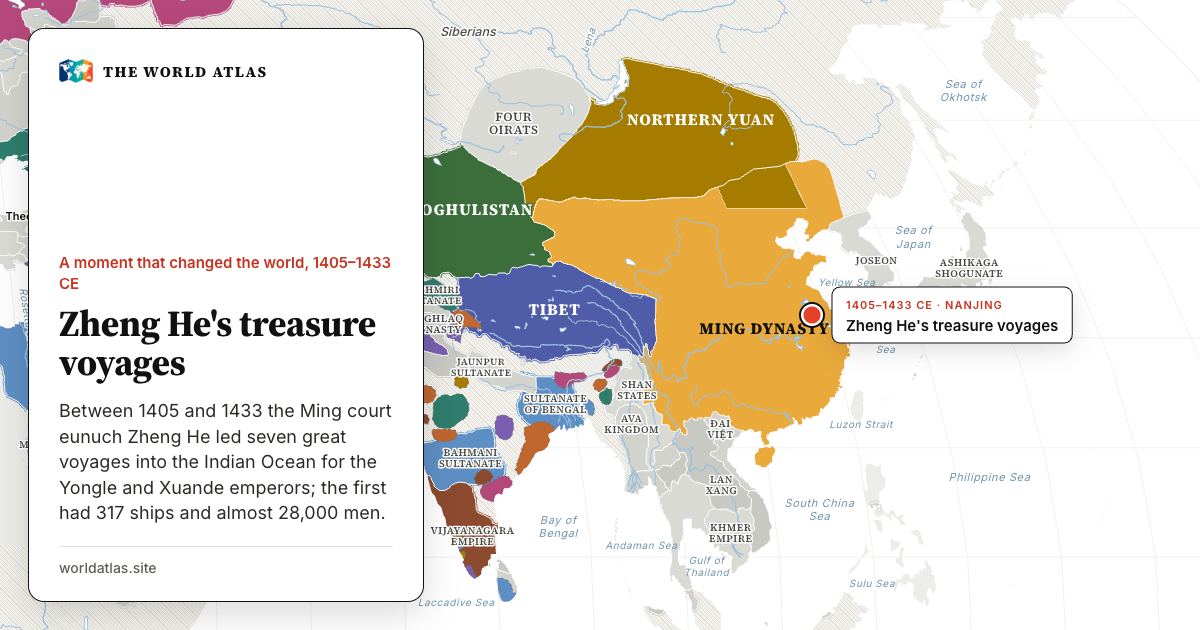 THE WORLD ATLAS
A moment that changed the world, 1405–1433
CE
Zheng He's treasure
voyages
Between 1405 and 1433 the Ming court
eunuch Zheng He led seven great
voyages into the Indian Ocean for the
Yongle and Xuande emperors; the first
had 317 ships and almost 28,000 men.
worldatlas.site
Siberians
Lena
Sea of
Okhotsk
FOUR
OIRATS
NORTHERN YUAN
OGHULISTAN
Sea of
Japan
JOSEON
ASHIKAGA
SHOGUNATE
Yellow Sea
1405–1433 CE · NANJING
Zheng He's treasure voyages
HMIRI
TANATE
TIBET
MING DYNASTY
GHLAQ
NASTY
Sea
JAUNPUR
SULTANATE
SHAN
STATES
SULTANATE
OF BENGAL
AVA
KINGDOM
ĐẠI
VIỆT
Luzon Strait
BAHMANI
SULTANATE
LAN
XANG
Philippine Sea
South China
Sea
VIJAYANAGARA
EMPIRE
Bay of
Bengal
KHMER
EMPIRE
Andaman Sea
Gulf of
Thailand
Sulu Sea
Laccadive Sea